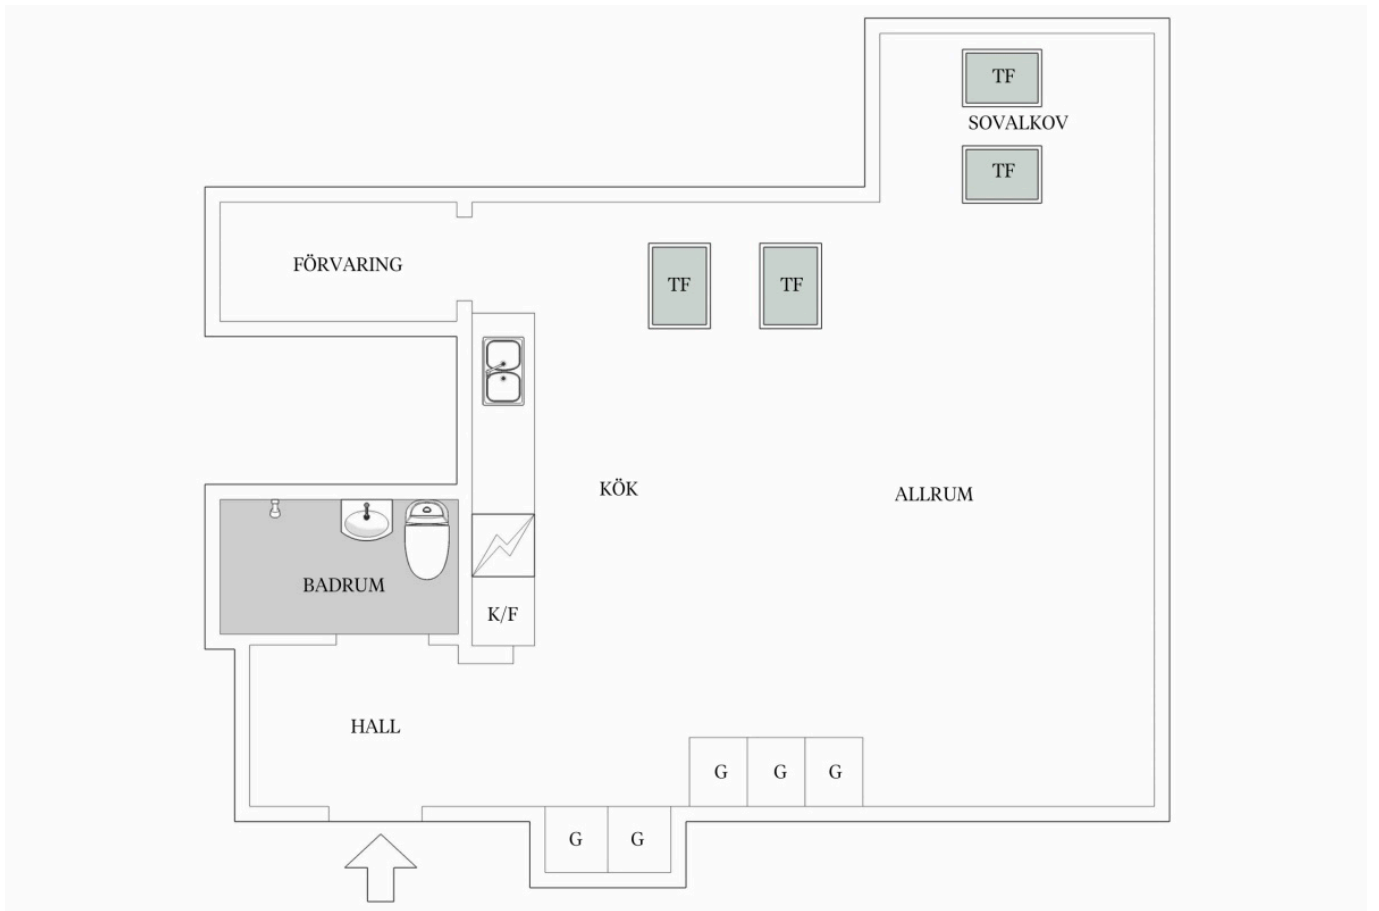 TF
SOVALKOV
TF
FÖRVARING
TF TF
KÖK
ALLRUM
BADRUM
K/F
HALL
G G G
G G